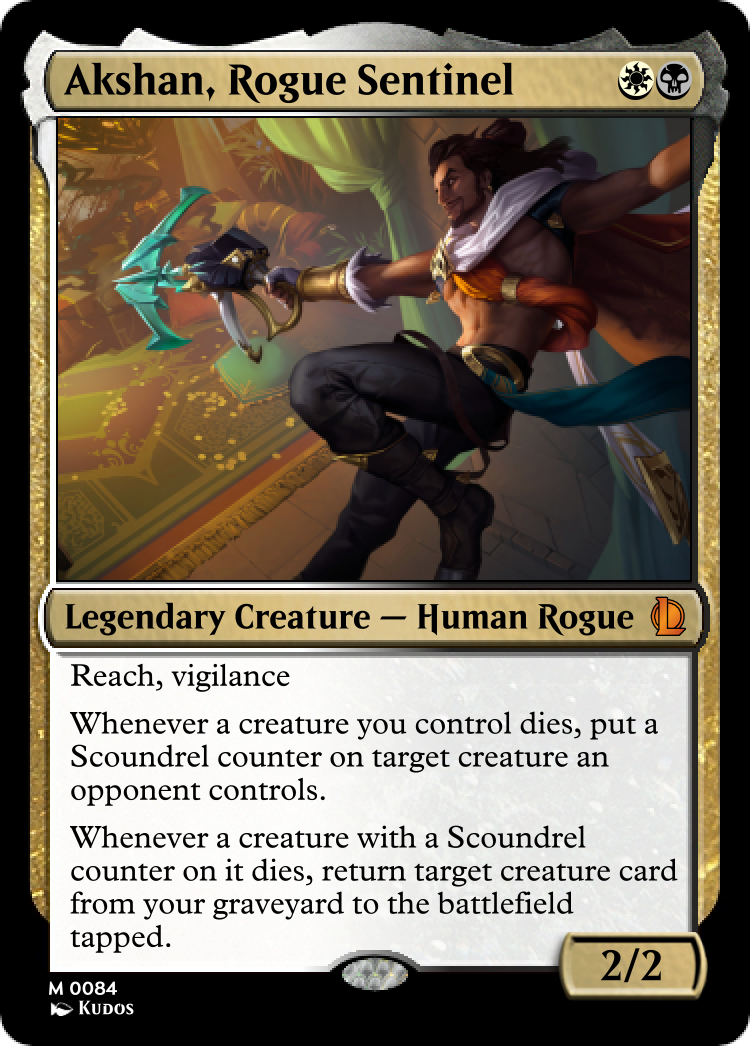 Akshan, Rogue Sentinel
Legendary Creature — Human Rogue
Reach, vigilance
Whenever a creature you control dies, put a
Scoundrel counter on target creature an
opponent controls.
Whenever a creature with a Scoundrel
counter on it dies, return target creature card
from your graveyard to the battlefield
tapped.
2/2
M 0084
Kudos